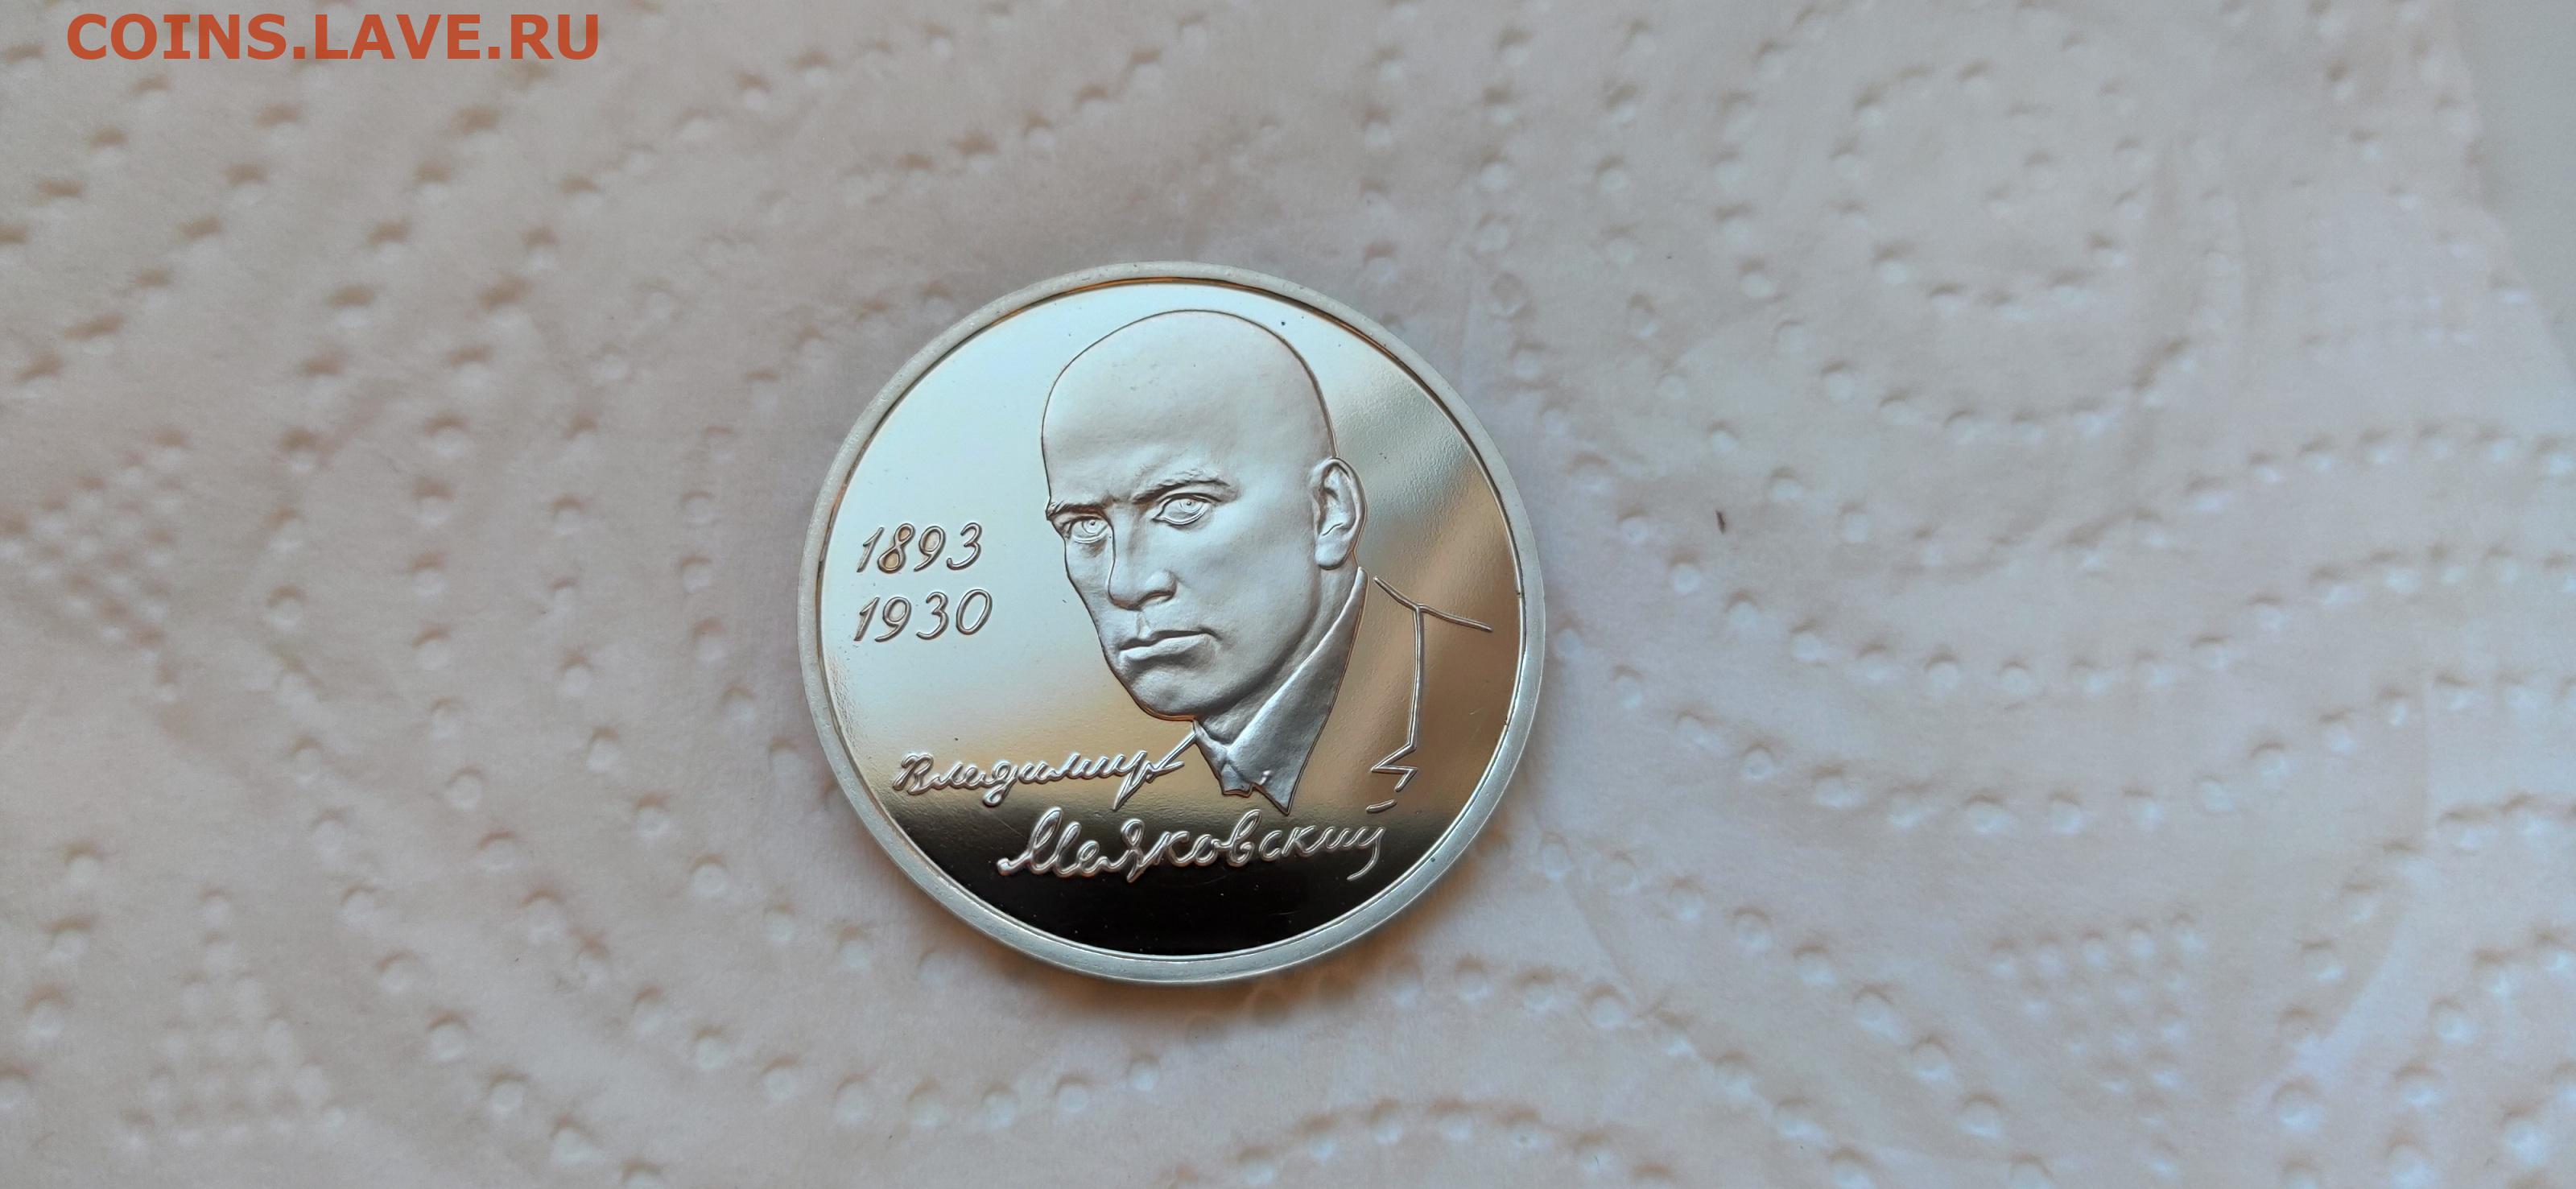 COINS.LAVE.RU
1893
1930
Владимир
Маяковский